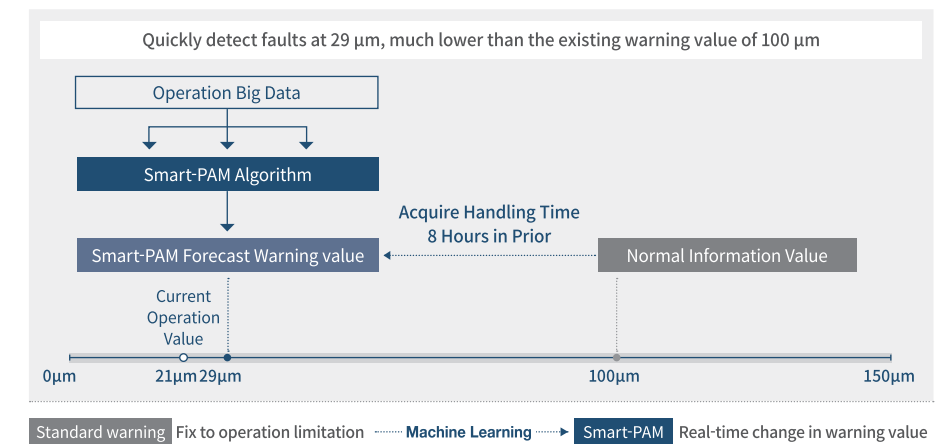 Quickly detect faults at 29 μm, much lower than the existing warning value of 100 μm
Operation Big Data
Smart-PAM Algorithm
Acquire Handling Time
8 Hours in Prior
Smart-PAM Forecast Warning value
Normal Information Value
Current
Operation
Value
0μm 21μm 29μm 100μm 150μm
Standard warning Fix to operation limitation Machine Learning Smart-PAM Real-time change in warning value